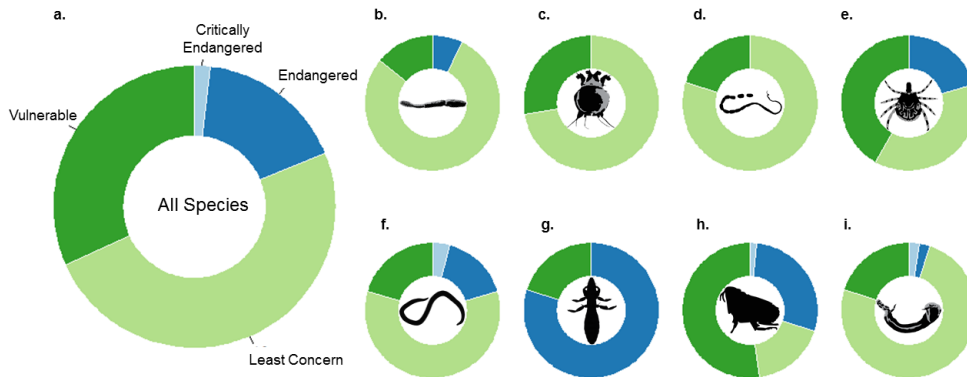 a.
b.
c.
d.
e.
Critically
Endangered
Endangered
Vulnerable
All Species
f.
g.
h.
i.
Least Concern